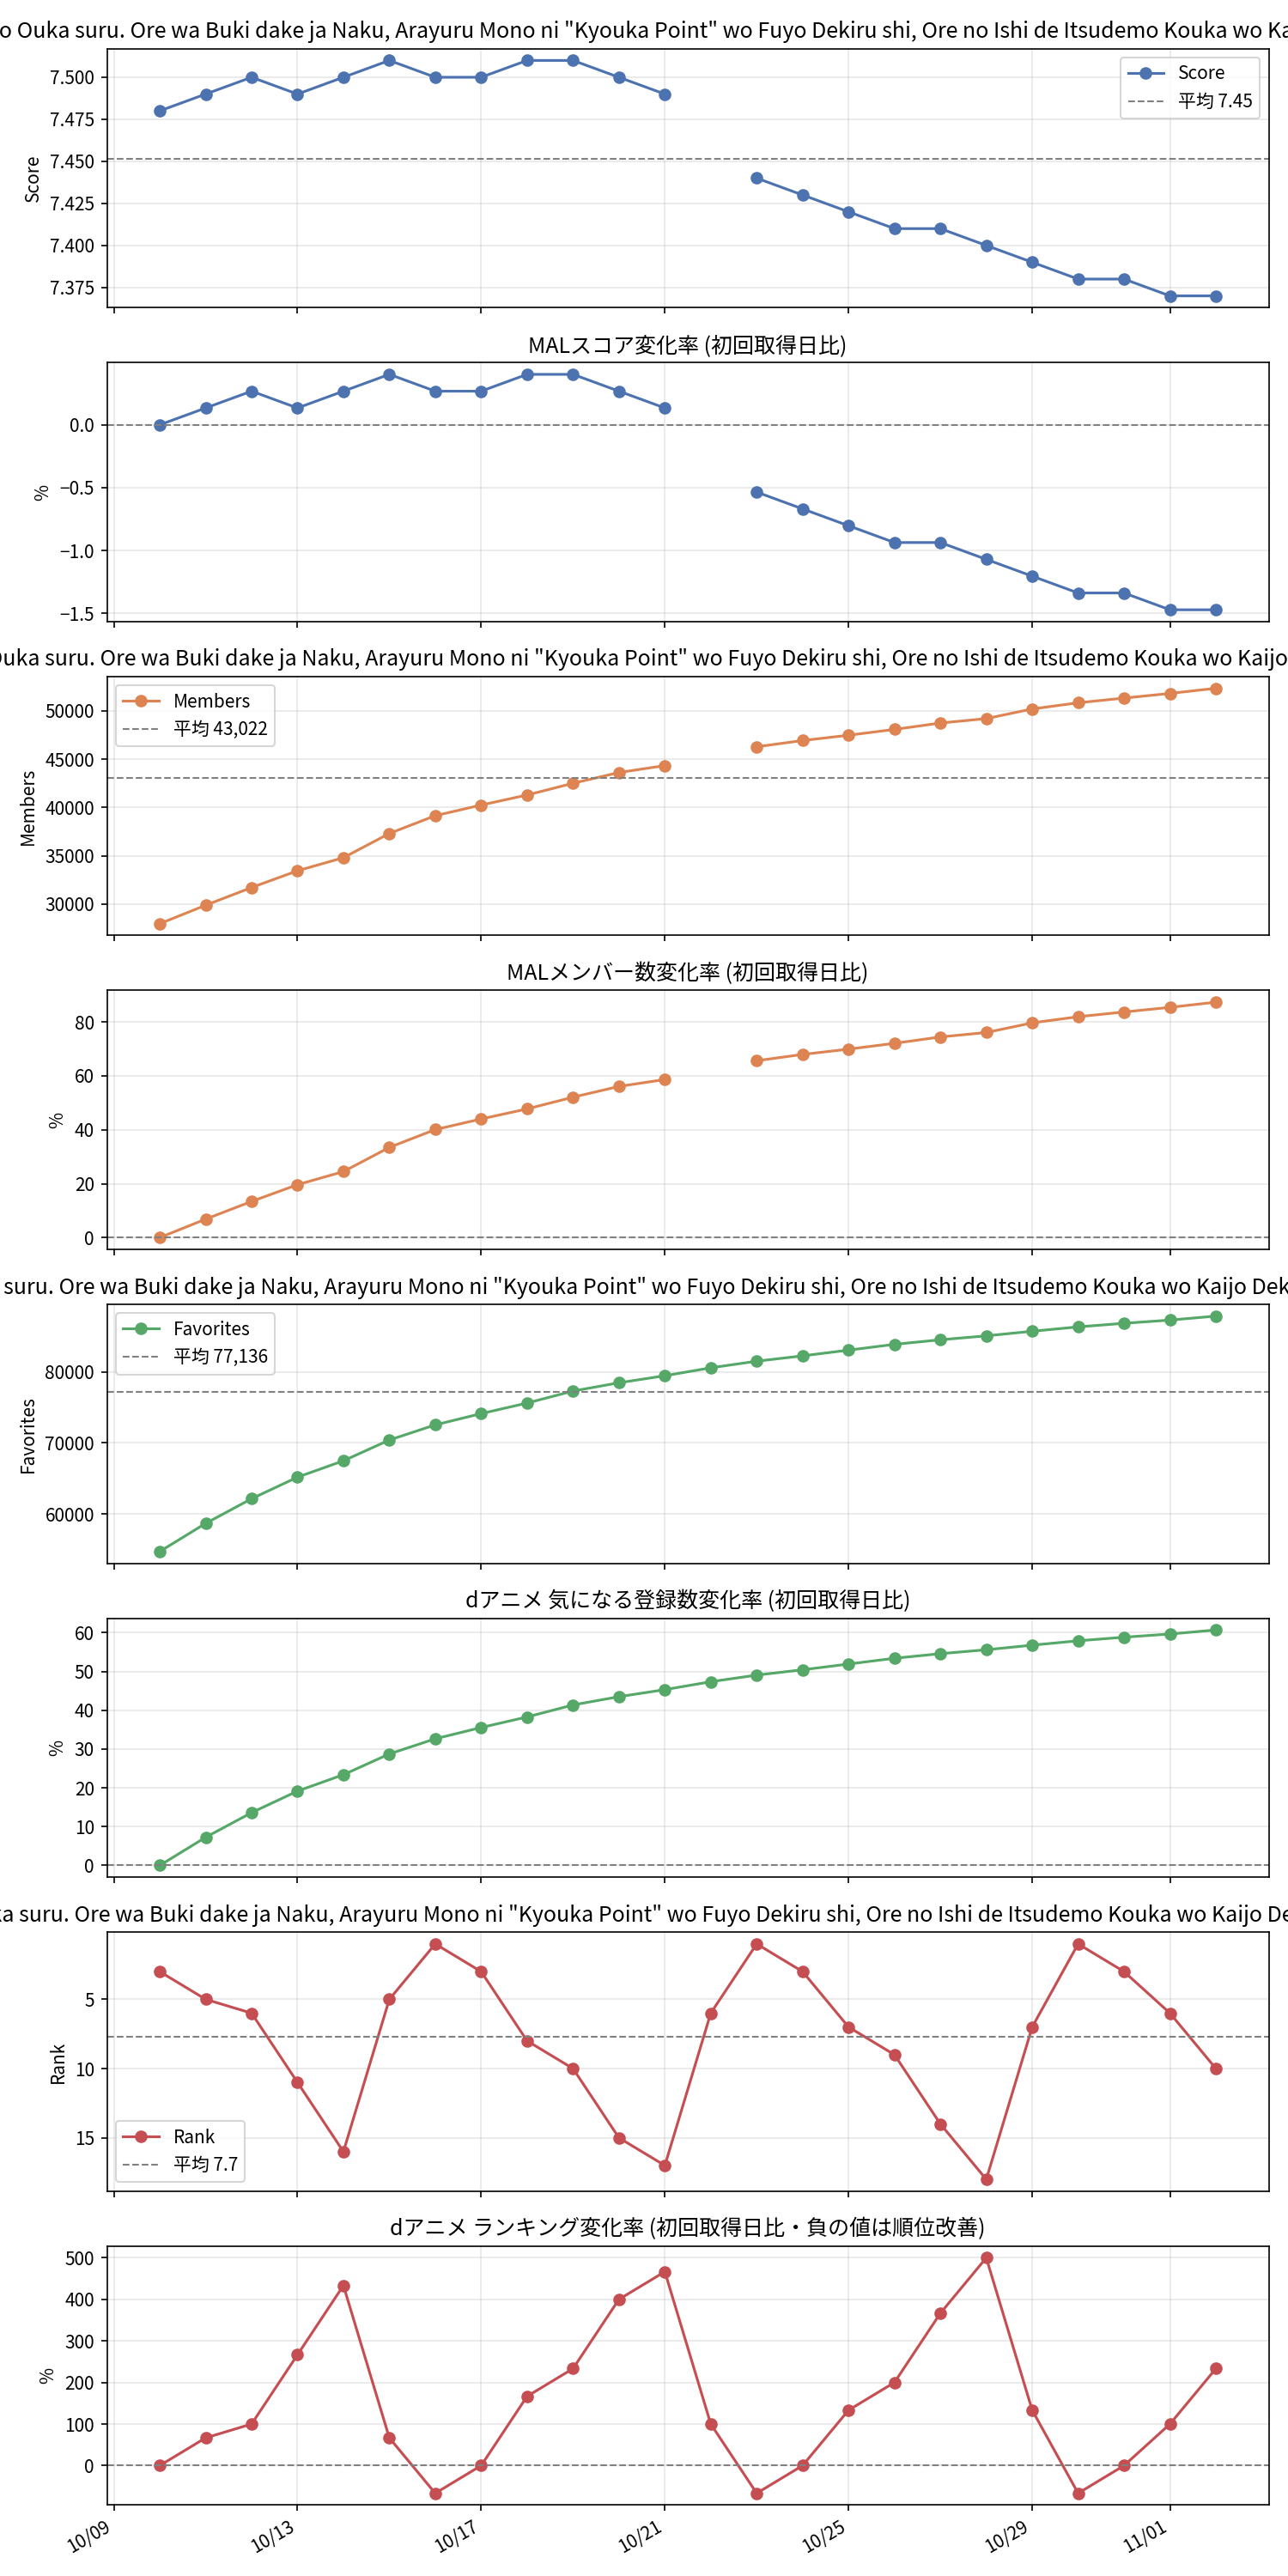 o Ouka suru. Ore wa Buki dake ja Naku, Arayuru Mono ni "Kyouka Point" wo Fuyo Dekiru shi, Ore no Ishi de Itsudemo Kouka wo Ka
7.500
7.475
7.450
7.425
7.400
7.375
Score
Score
平均 7.45
MALスコア変化率 (初回取得日比)
0.0
−0.5
−1.0
−1.5
%
Ouka suru. Ore wa Buki dake ja Naku, Arayuru Mono ni "Kyouka Point" wo Fuyo Dekiru shi, Ore no Ishi de Itsudemo Kouka wo Kaijo
50000
45000
40000
35000
30000
Members
Members
平均 43,022
MALメンバー数変化率 (初回取得日比)
80
60
40
20
0
%
suru. Ore wa Buki dake ja Naku, Arayuru Mono ni "Kyouka Point" wo Fuyo Dekiru shi, Ore no Ishi de Itsudemo Kouka wo Kaijo Dek
80000
70000
60000
Favorites
Favorites
平均 77,136
dアニメ 気になる登録数変化率 (初回取得日比)
60
50
40
30
20
10
0
%
ka suru. Ore wa Buki dake ja Naku, Arayuru Mono ni "Kyouka Point" wo Fuyo Dekiru shi, Ore no Ishi de Itsudemo Kouka wo Kaijo De
5
10
15
Rank
Rank
平均 7.7
dアニメ ランキング変化率 (初回取得日比・負の値は順位改善)
500
400
300
200
100
0
%
10/09
10/13
10/17
10/21
10/25
10/29
11/01